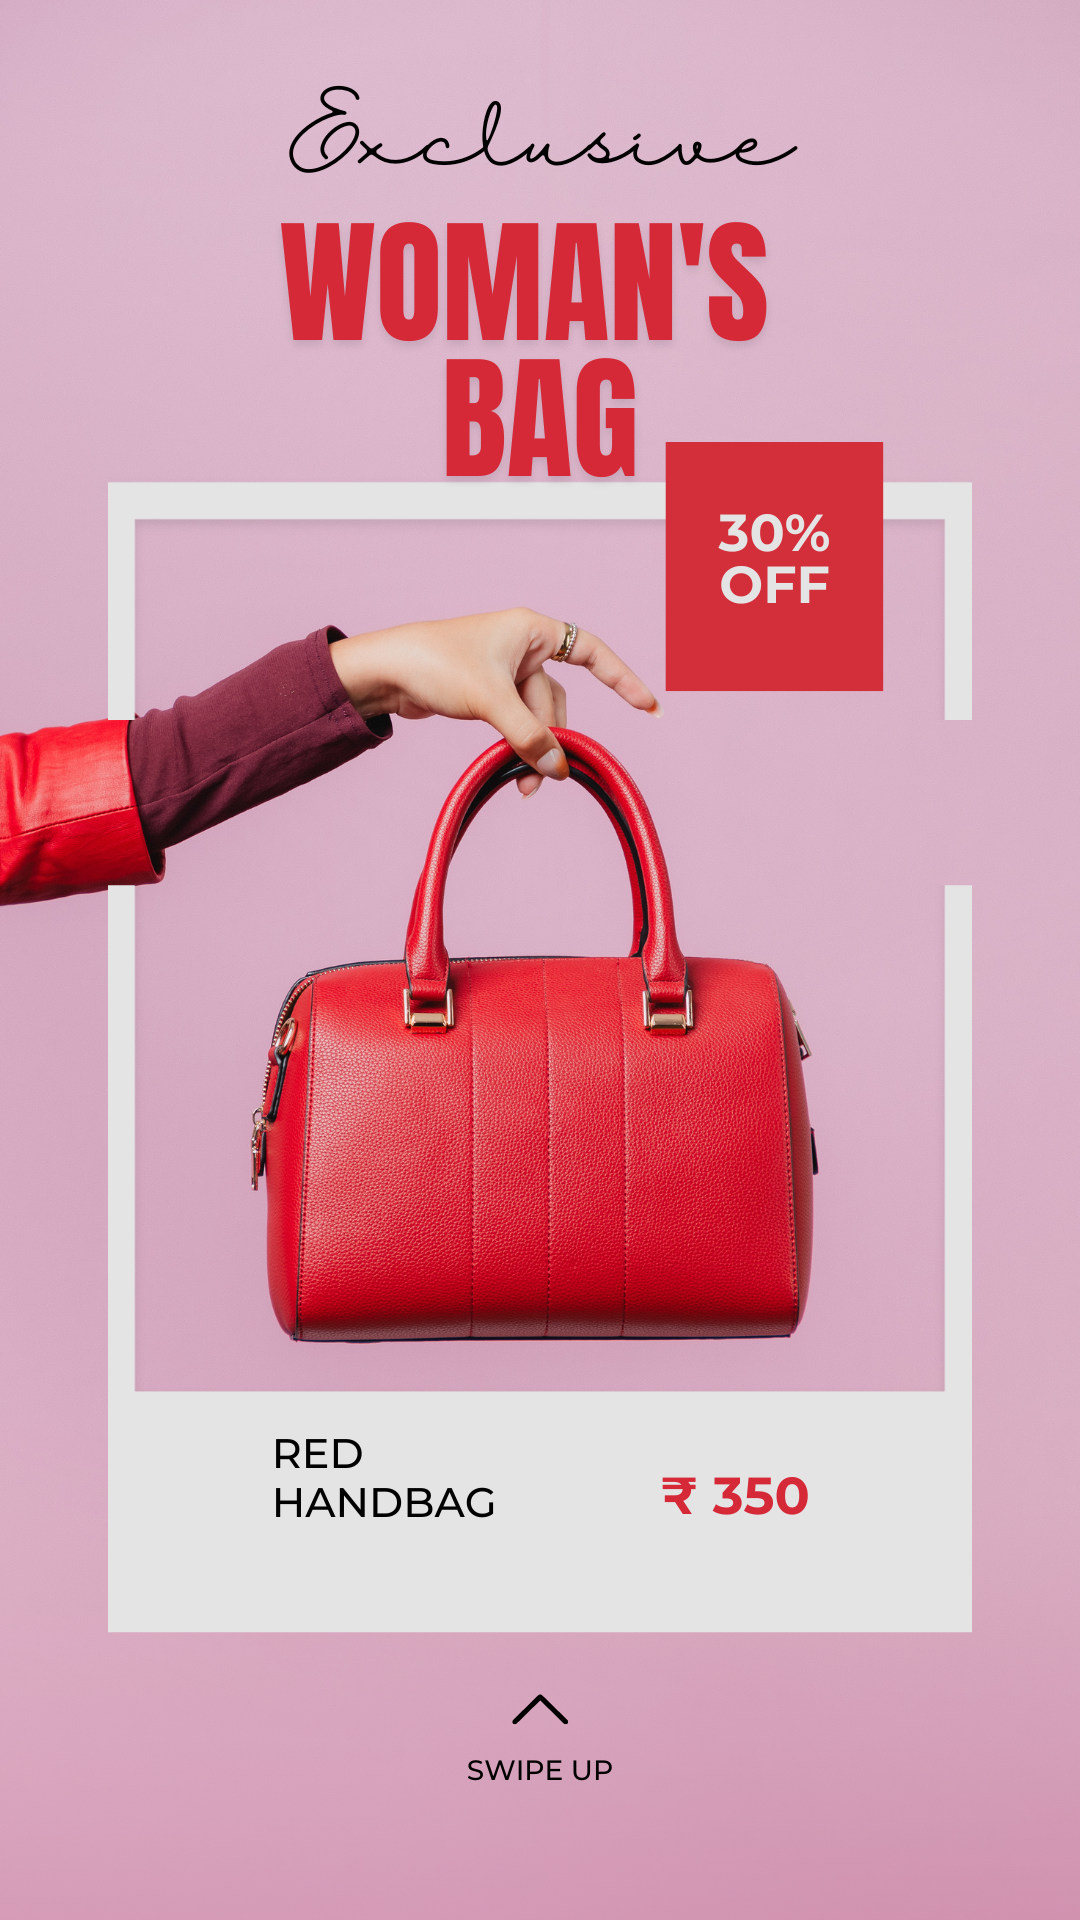 Exclusive
WOMAN'S
BAG
30%
OFF
RED
HANDBAG
₹ 350
SWIPE UP